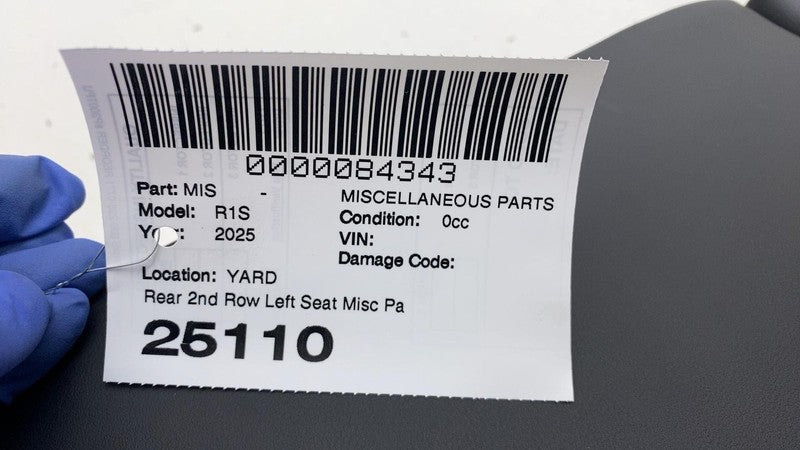 0000084343
Part: MIS - MISCELLANEOUS PARTS
Model: R1S Condition: 0cc
Year: 2025 VIN:
Damage Code:
Location: YARD
Rear 2nd Row Left Seat Misc Pa
25110